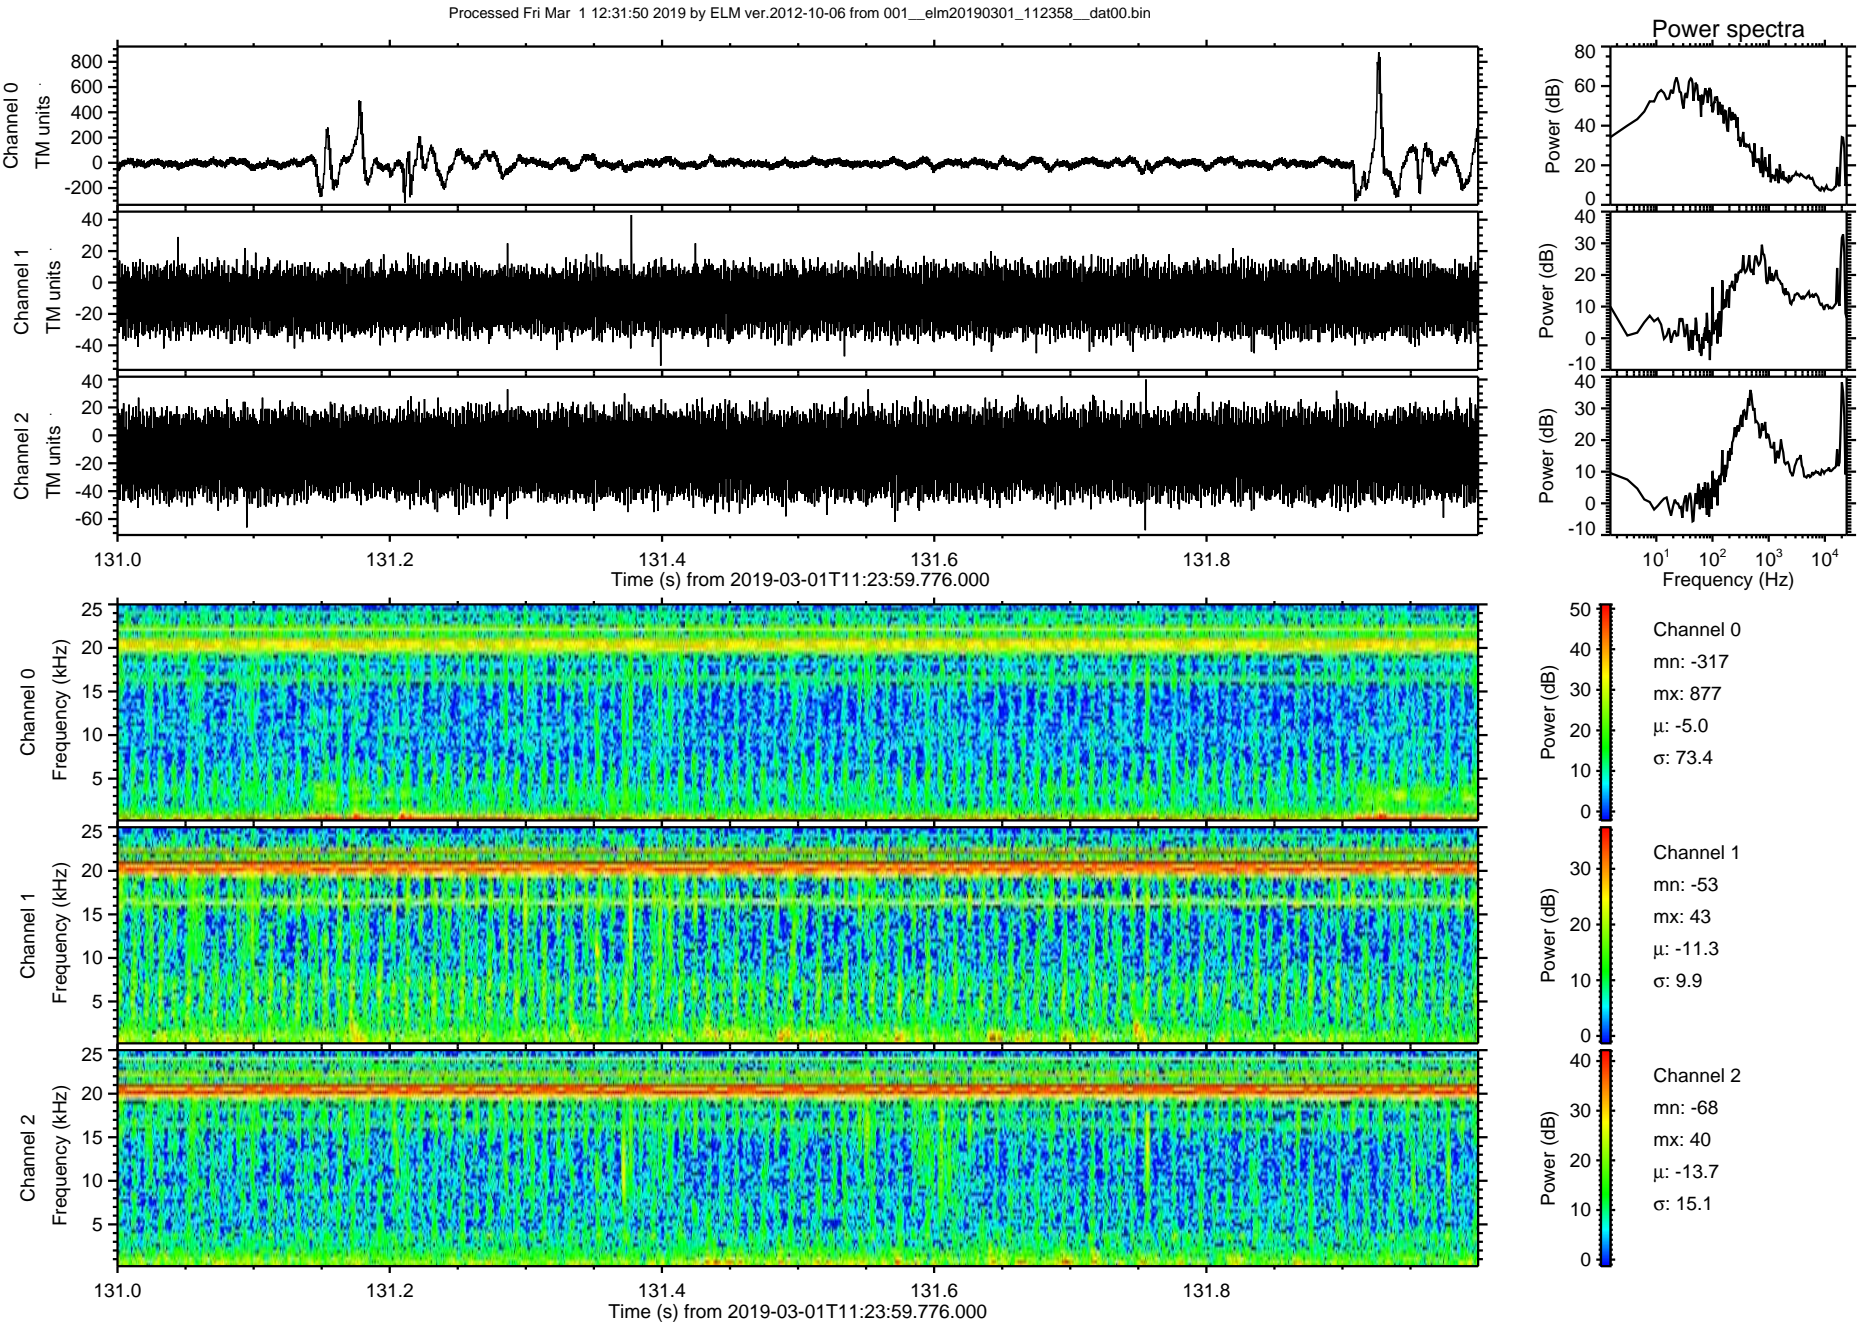 Processed Fri Mar  1 12:31:50 2019 by ELM ver.2012-10-06 from 001__elm20190301_112358__dat00.bin
Power spectra
Channel 0
TM units
800
600
400
200
0
-200
Power (dB)
80
60
40
20
0
Channel 1
TM units
40
20
0
-20
-40
Power (dB)
40
30
20
10
0
-10
Channel 2
TM units
40
20
0
-20
-40
-60
Power (dB)
40
30
20
10
0
-10
131.0 131.2 131.4 131.6 131.8
Time (s) from 2019-03-01T11:23:59.776.000
10¹ 10² 10³ 10⁴
Frequency (Hz)
Channel 0
Frequency (kHz)
25
20
15
10
5
Power (dB)
50
40
30
20
10
0
Channel 0
mn: -317
mx: 877
μ: -5.0
σ: 73.4
Channel 1
Frequency (kHz)
25
20
15
10
5
Power (dB)
30
20
10
0
Channel 1
mn: -53
mx: 43
μ: -11.3
σ: 9.9
Channel 2
Frequency (kHz)
25
20
15
10
5
Power (dB)
40
30
20
10
0
Channel 2
mn: -68
mx: 40
μ: -13.7
σ: 15.1
131.0 131.2 131.4 131.6 131.8
Time (s) from 2019-03-01T11:23:59.776.000